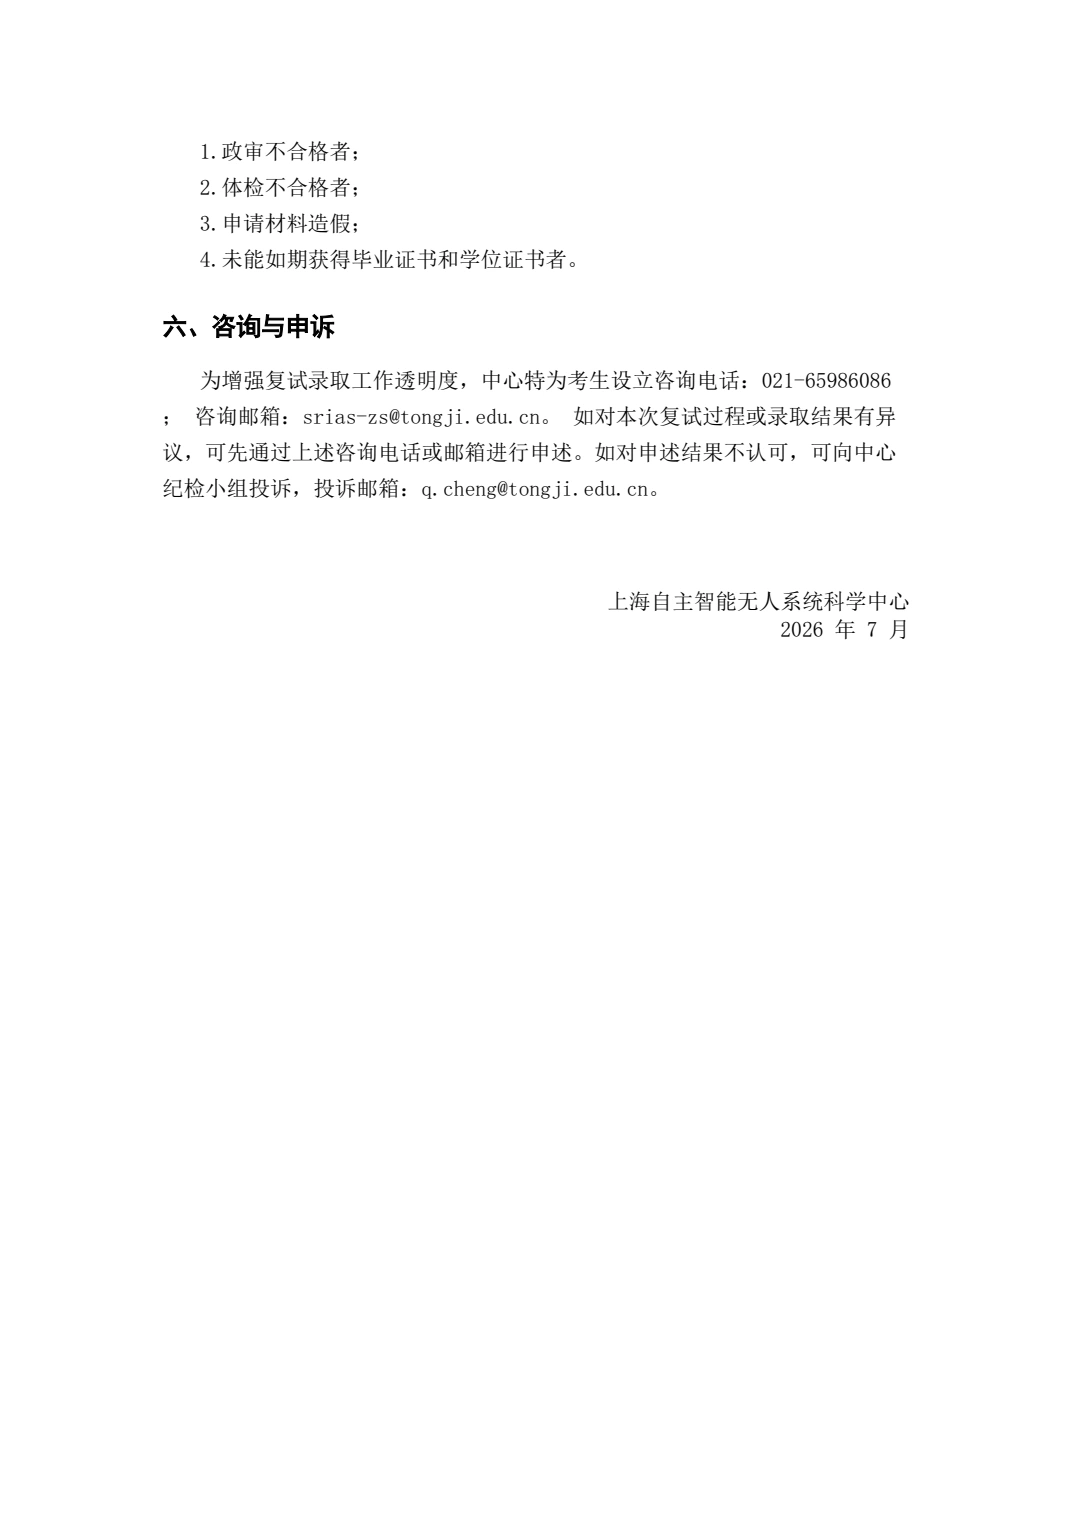 1.政审不合格者；
2.体检不合格者；
3.申请材料造假；
4.未能如期获得毕业证书和学位证书者。
六、咨询与申诉
为增强复试录取工作透明度，中心特为考生设立咨询电话：021-65986086
； 咨询邮箱：srias-zs@tongji.edu.cn。 如对本次复试过程或录取结果有异
议，可先通过上述咨询电话或邮箱进行申述。如对申述结果不认可，可向中心
纪检小组投诉，投诉邮箱：q.cheng@tongji.edu.cn。
上海自主智能无人系统科学中心
2026 年 7 月